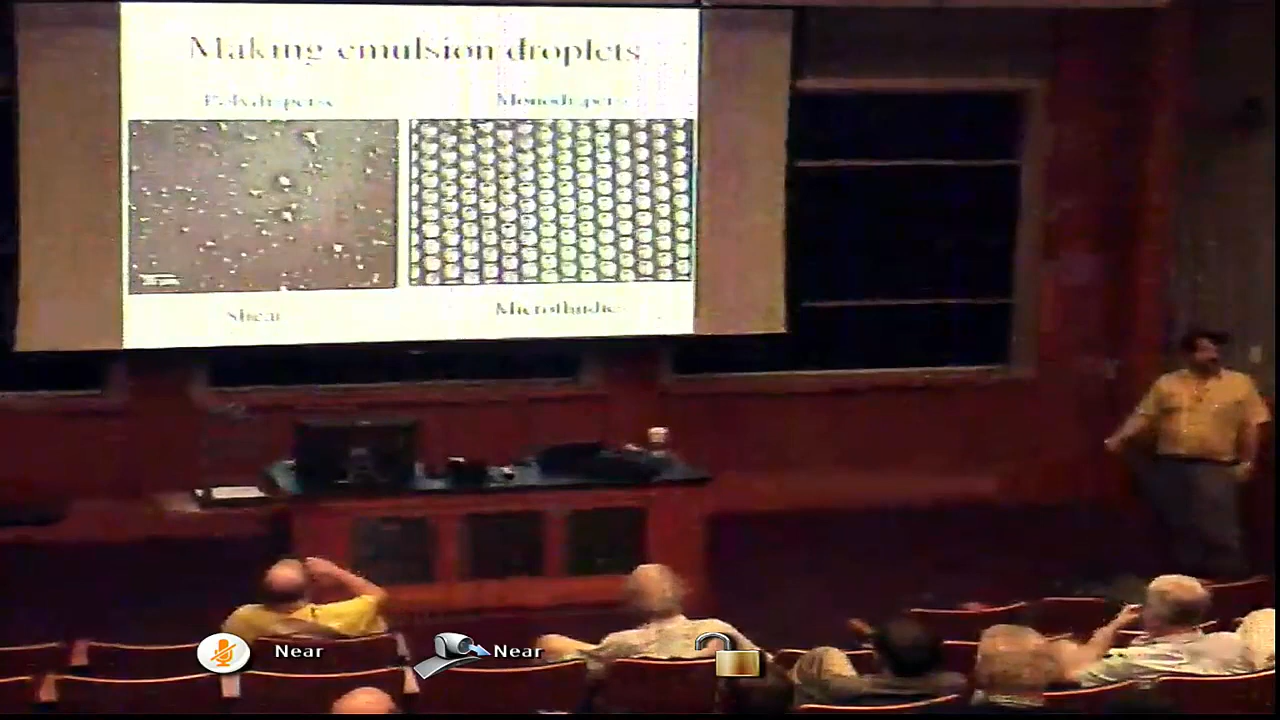 Making emulsion droplets
Polydisperse
Monodisperse
Shear
Microfluidics
Near
Near